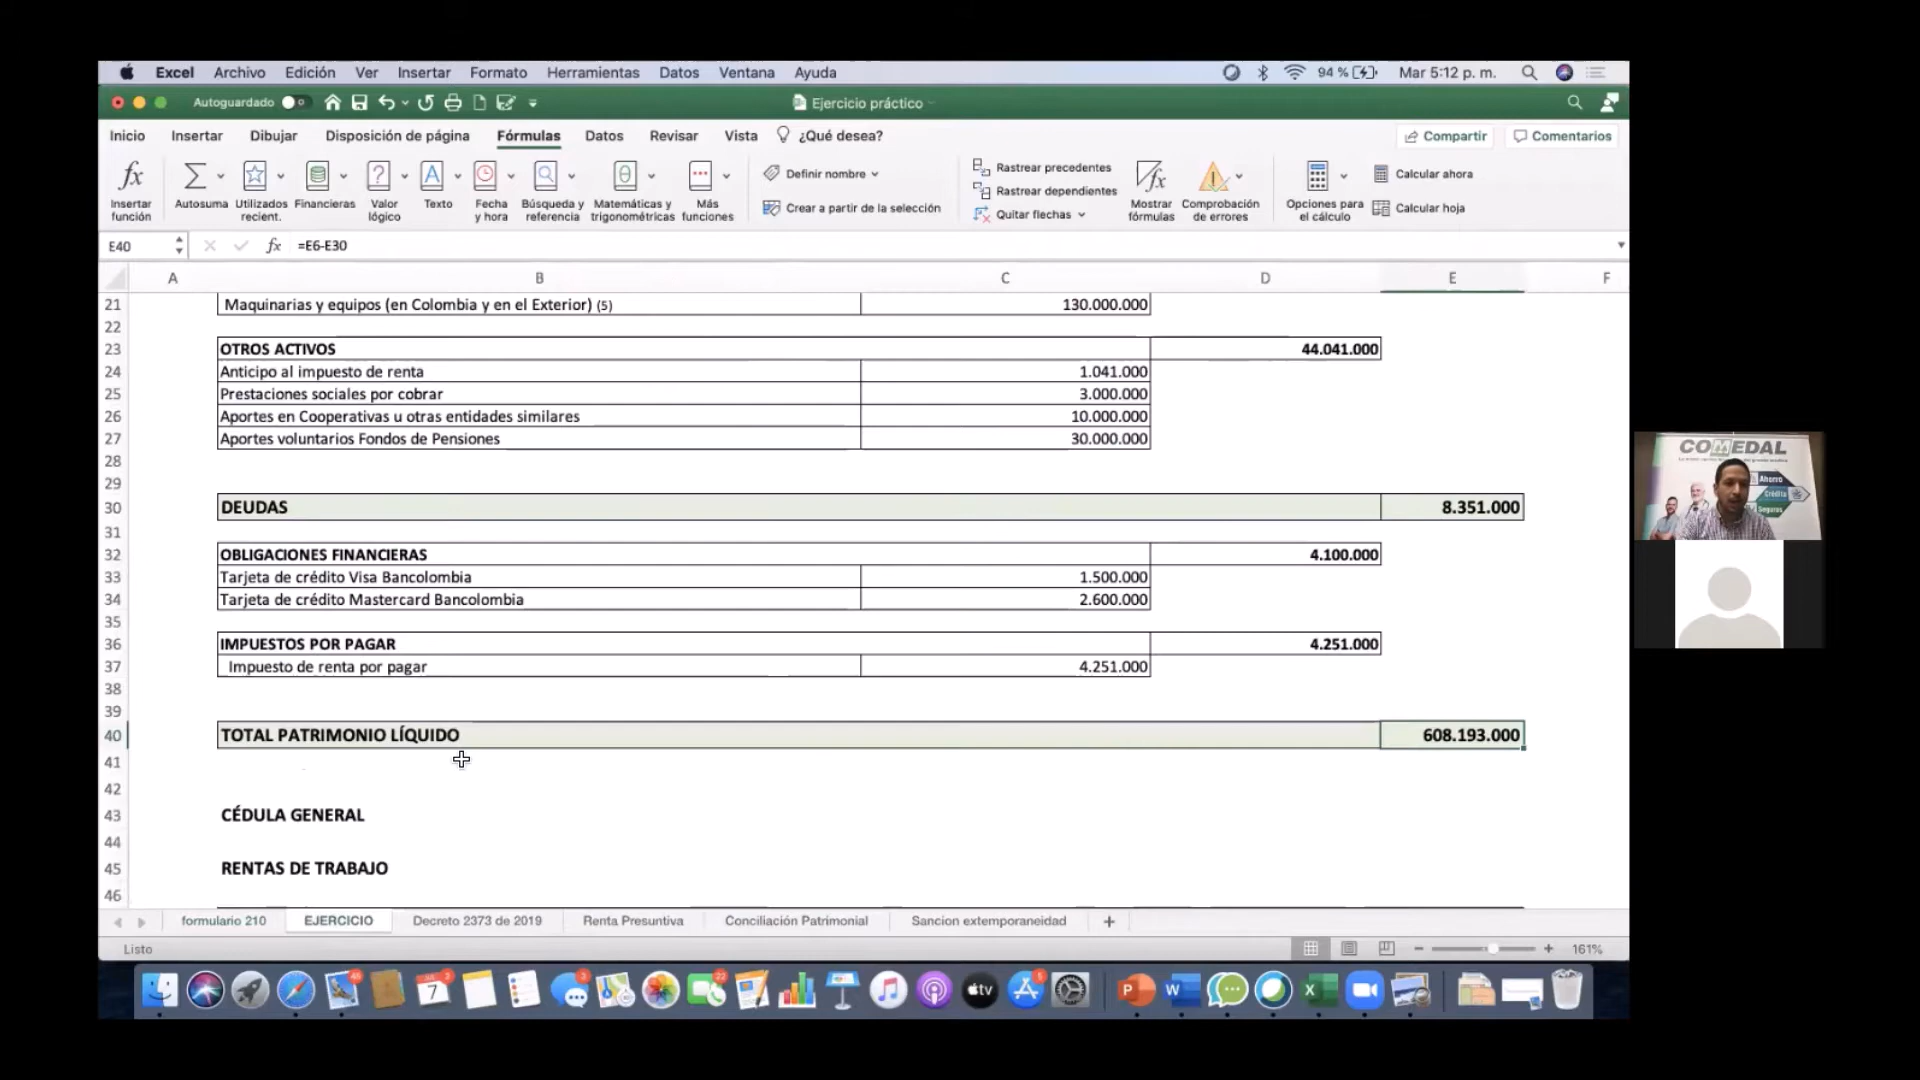 Excel Archivo Edición Ver Insertar Formato Herramientas Datos Ventana Ayuda 94 % Mar 5:12 p. m.
Autoguardado Ejercicio práctico
Inicio Insertar Dibujar Disposición de página Fórmulas Datos Revisar Vista ¿Qué desea? Compartir Comentarios
Insertar función Autosuma Utilizados recient. Financieras Valor lógico Texto Fecha y hora Búsqueda y referencia Matemáticas y trigonométricas Más funciones
Definir nombre
Crear a partir de la selección
Rastrear precedentes
Rastrear dependientes
Quitar flechas
Mostrar fórmulas Comprobación de errores Opciones para el cálculo
Calcular ahora
Calcular hoja
E40 fx =E6-E30
A B C D E F
21 Maquinarias y equipos (en Colombia y en el Exterior) (5) 130.000.000
22
23 OTROS ACTIVOS 44.041.000
24 Anticipo al impuesto de renta 1.041.000
25 Prestaciones sociales por cobrar 3.000.000
26 Aportes en Cooperativas u otras entidades similares 10.000.000
27 Aportes voluntarios Fondos de Pensiones 30.000.000
28
29
30 DEUDAS 8.351.000
31
32 OBLIGACIONES FINANCIERAS 4.100.000
33 Tarjeta de crédito Visa Bancolombia 1.500.000
34 Tarjeta de crédito Mastercard Bancolombia 2.600.000
35
36 IMPUESTOS POR PAGAR 4.251.000
37 Impuesto de renta por pagar 4.251.000
38
39
40 TOTAL PATRIMONIO LÍQUIDO 608.193.000
41
42
43 CÉDULA GENERAL
44
45 RENTAS DE TRABAJO
46
formulario 210 EJERCICIO Decreto 2373 de 2019 Renta Presuntiva Conciliación Patrimonial Sancion extemporaneidad +
Listo 161%
COMEDAL
Ahorro
Crédito
Seguros
7
tv